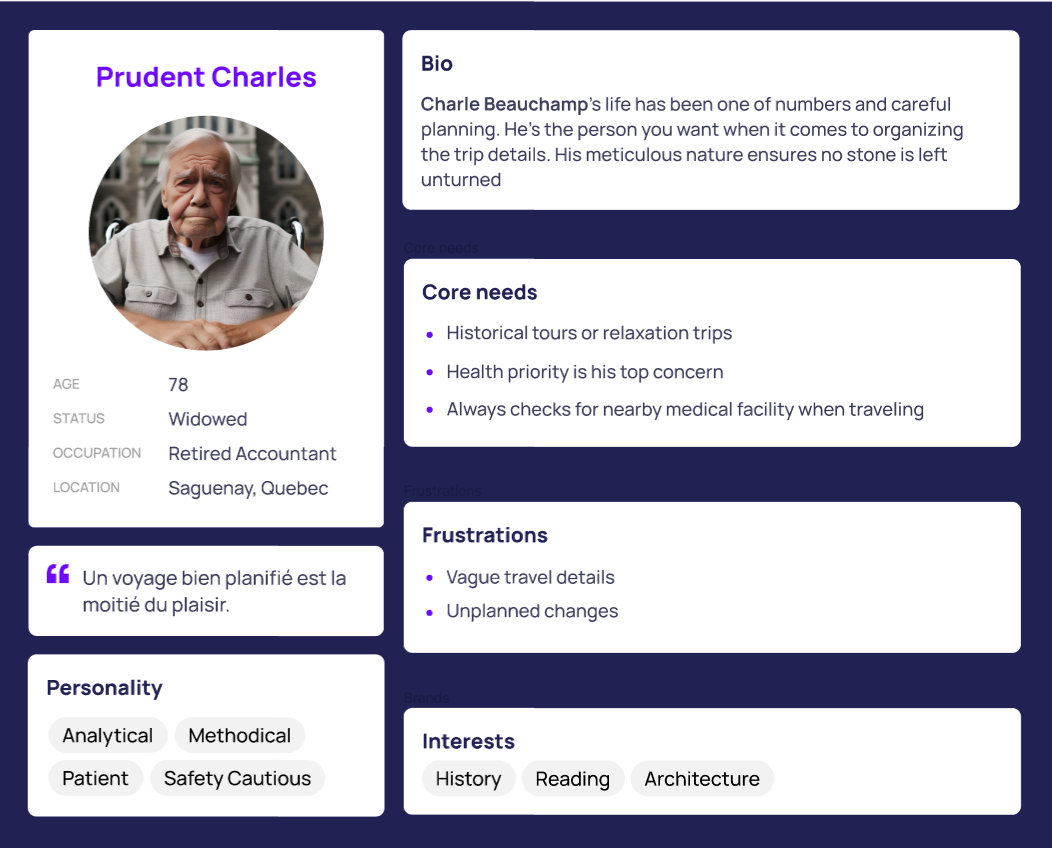 Prudent Charles
AGE 78
STATUS Widowed
OCCUPATION Retired Accountant
LOCATION Saguenay, Quebec
“ Un voyage bien planifié est la
moitié du plaisir.
Personality
Analytical Methodical
Patient Safety Cautious
Bio
Charle Beauchamp's life has been one of numbers and careful
planning. He's the person you want when it comes to organizing
the trip details. His meticulous nature ensures no stone is left
unturned
Core needs
Core needs
• Historical tours or relaxation trips
• Health priority is his top concern
• Always checks for nearby medical facility when traveling
Frustrations
Frustrations
• Vague travel details
• Unplanned changes
Brands
Interests
History Reading Architecture